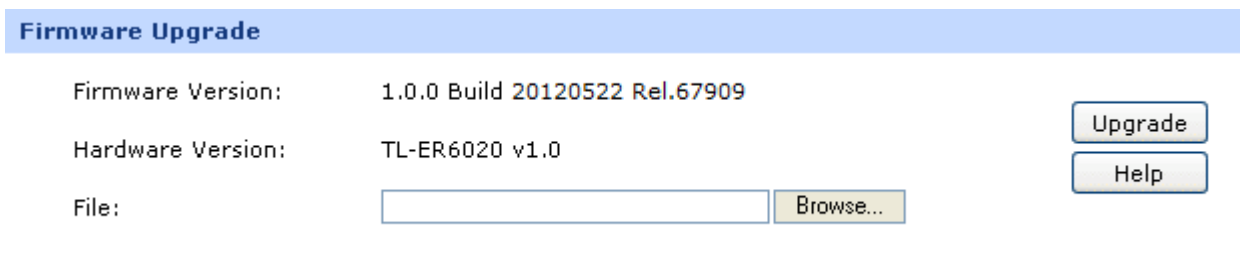 Firmware Upgrade
Firmware Version: 1.0.0 Build 20120522 Rel.67909
Upgrade
Hardware Version: TL-ER6020 v1.0
Help
File: Browse...